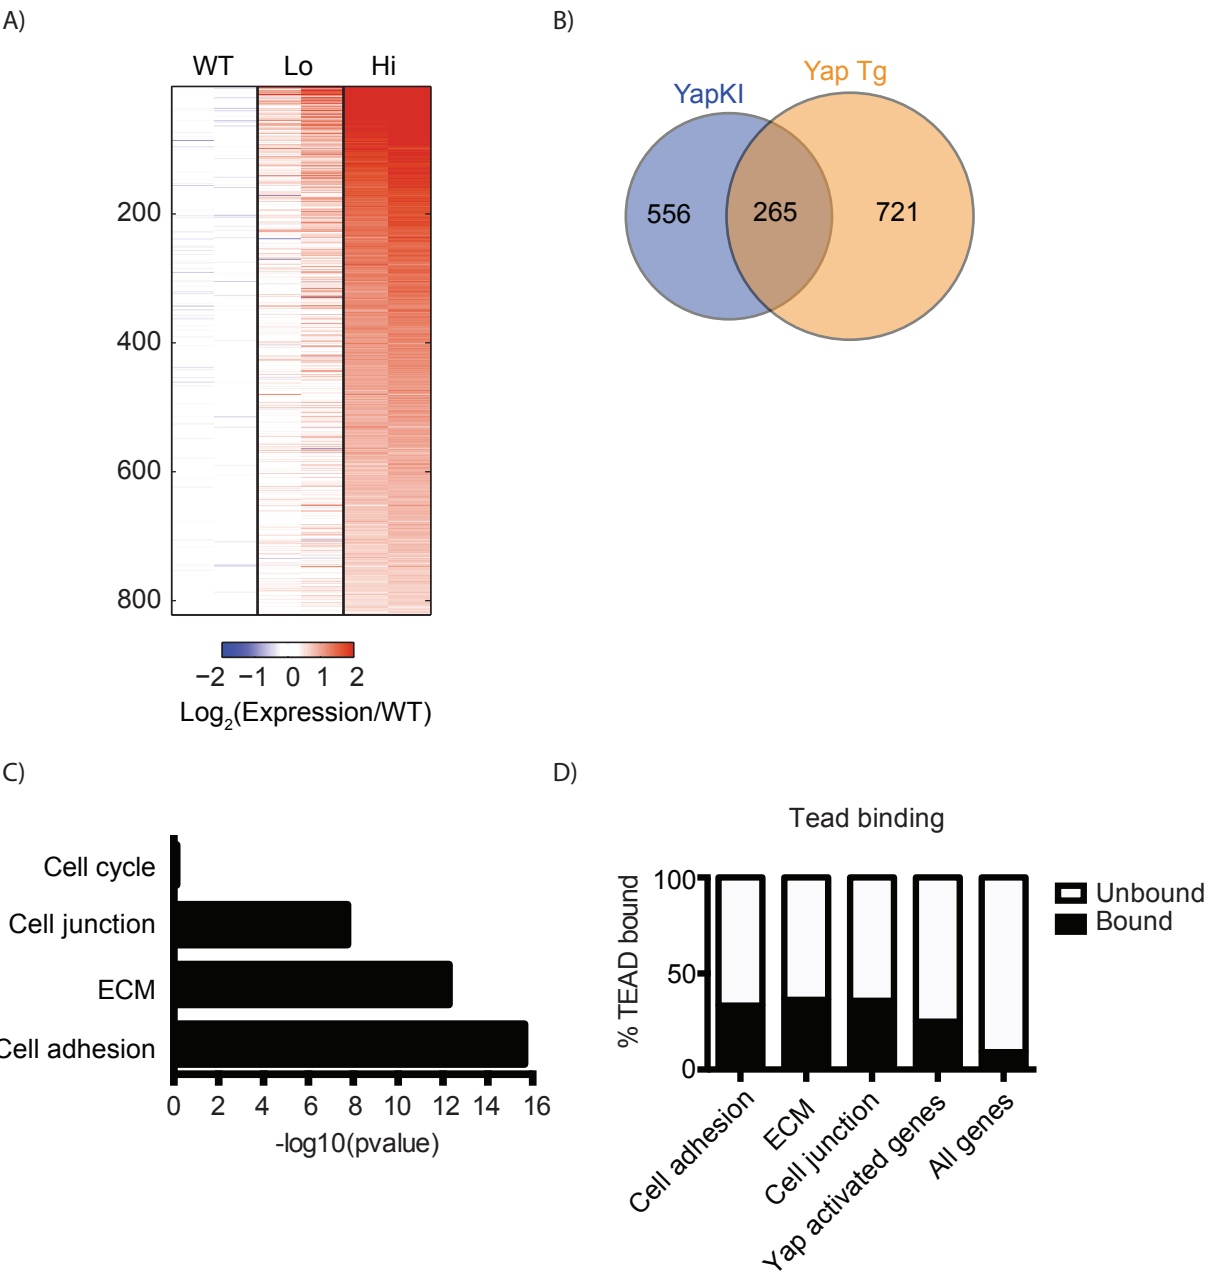 A)
WT Lo Hi
200
400
600
800
−2 −1 0 1 2
Log2(Expression/WT)
B)
Yap Tg
YapKI
556 265 721
C)
Cell cycle
Cell junction
ECM
Cell adhesion
0 2 4 6 8 10 12 14 16
-log10(pvalue)
D)
Tead binding
% TEAD bound
100
50
0
Unbound
Bound
Cell adhesion
ECM
Cell junction
Yap activated genes
All genes